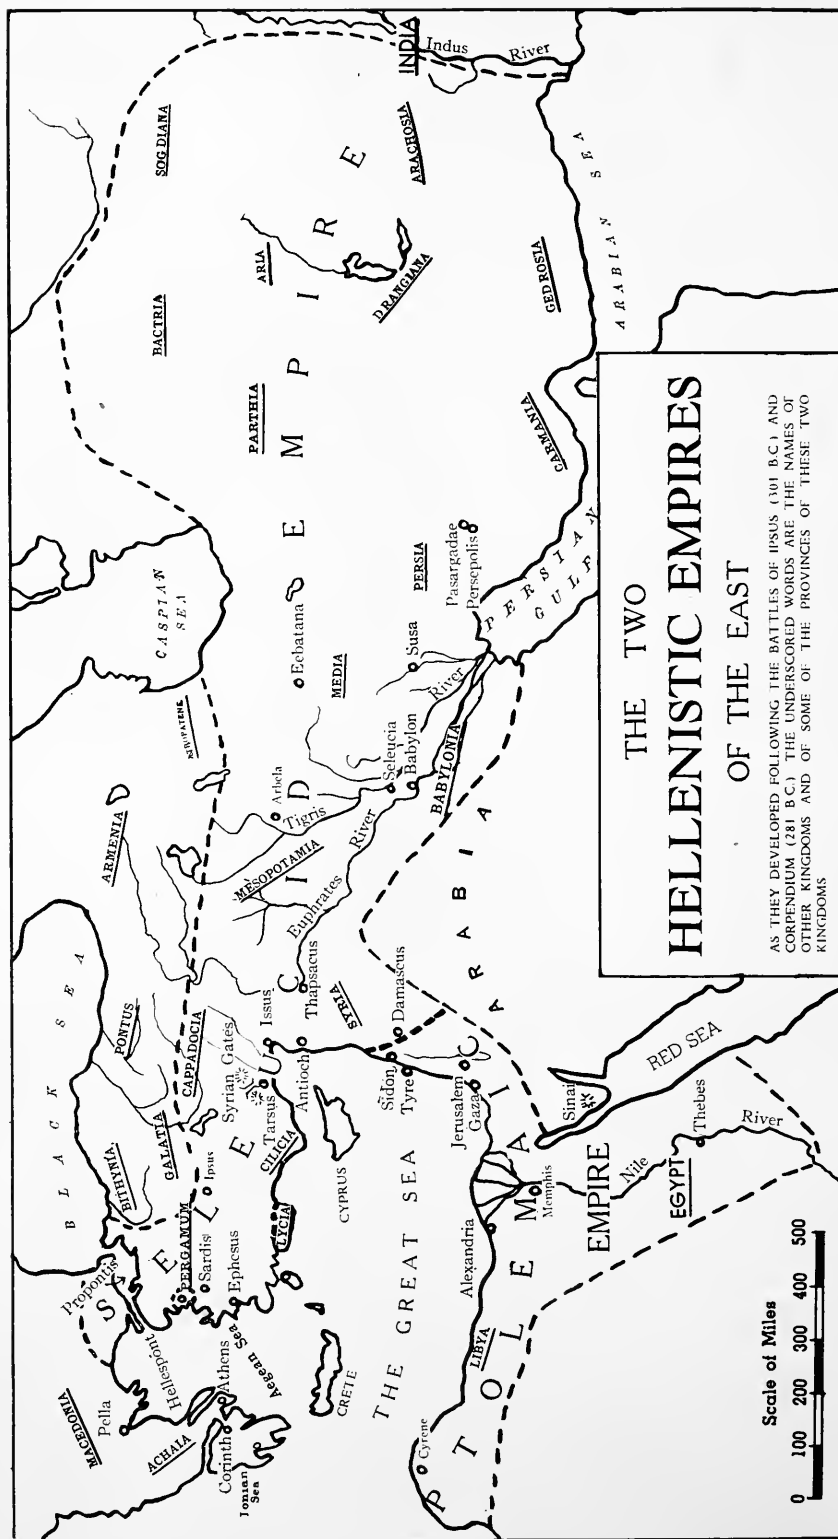 THE TWO
HELLENISTIC EMPIRES
OF THE EAST
AS THEY DEVELOPED FOLLOWING THE BATTLES OF IPSUS (301 B.C.) AND
CORPENDIUM (281 B.C.) THE UNDERSCORED WORDS ARE THE NAMES OF
OTHER KINGDOMS AND OF SOME OF THE PROVINCES OF THESE TWO
KINGDOMS
BLACK SEA
CASPIAN
SEA
ARMENIA
PONTUS
BITHYNIA
GALATIA
CAPPADOCIA
Propontis
MACEDONIA
Pella
Hellespont
ACHAIA
Athens
Corinth
Ionian
Sea
Aegean Sea
PERGAMUM
Sardis
Ipsus
Ephesus
LYCIA
CILICIA
Tarsus
Syrian Gates
Issus
Antioch
Thapsacus
SYRIA
CYPRUS
CRETE
THE GREAT SEA
SELEUCID EMPIRE
MESOPOTAMIA
Arbela
Tigris
Euphrates River
Seleucia
Babylon
BABYLONIA
River
Susa
MEDIA
Ecbatana
PERSIA
Pasargadae
Persepolis
PERSIAN
GULF
CARMANIA
PARTHIA
BACTRIA
SOGDIANA
ARIA
DRANGIANA
ARACHOSIA
GEDROSIA
INDIA
Indus River
ARABIAN SEA
ARABIA
Sidon
Tyre
Damascus
Jerusalem
Gaza
Sinai
RED SEA
PTOLEMAIC
EMPIRE
Cyrene
LIBYA
Alexandria
Memphis
Nile River
EGYPT
Thebes
Scale of Miles
0 100 200 300 400 500